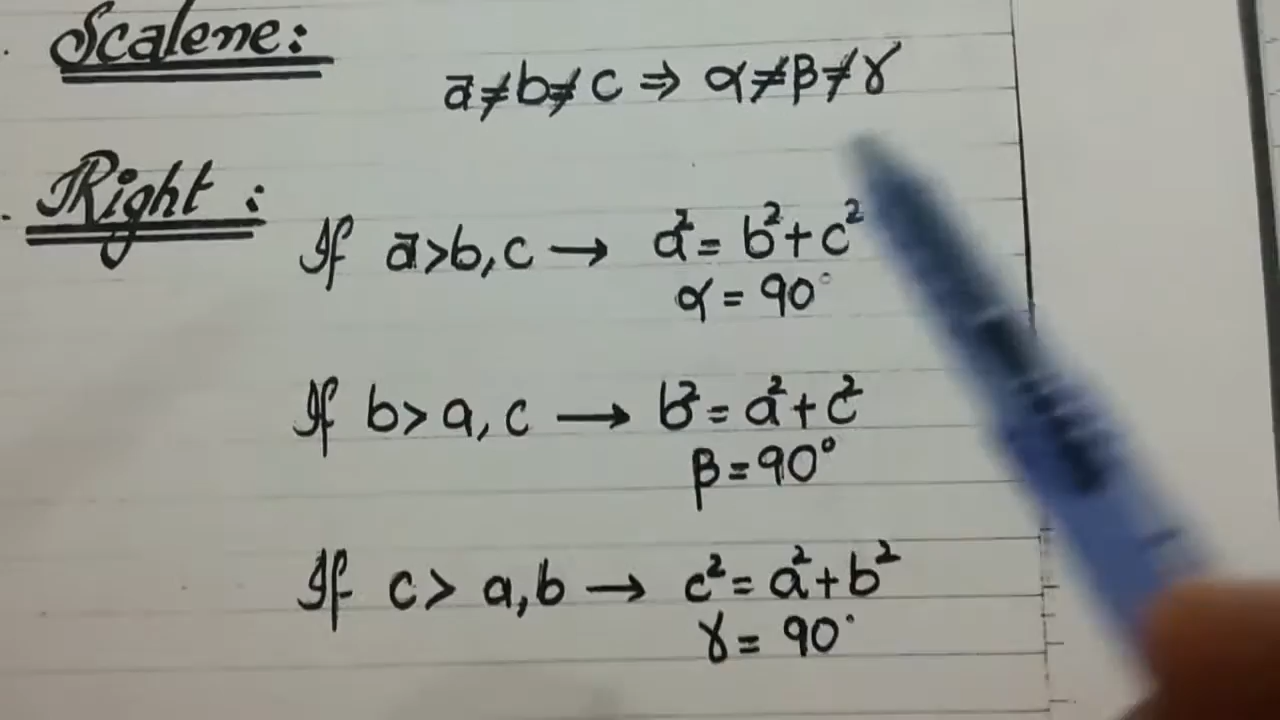 Scalene:
a≠b≠c ⇒ α≠β≠γ
Right :
If a>b,c → a²=b²+c²
α=90°
If b>a,c → b²=a²+c²
β=90°
If c>a,b → c²=a²+b²
γ=90°